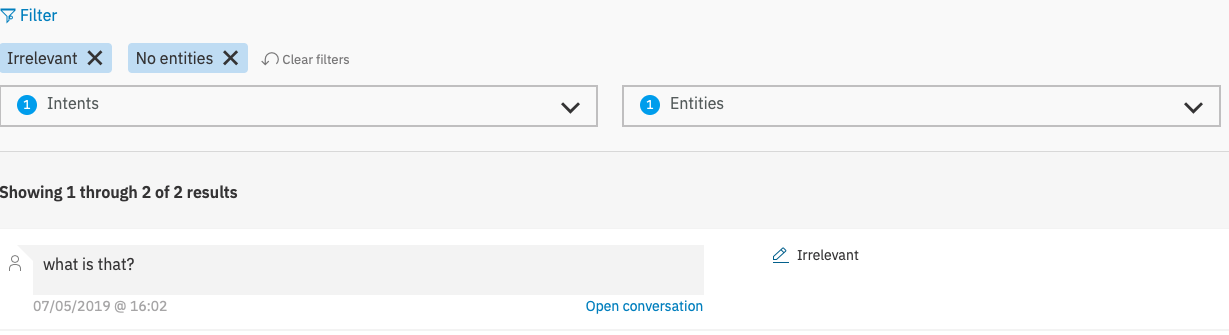 Filter
Irrelevant No entities Clear filters
1 Intents 1 Entities
Showing 1 through 2 of 2 results
what is that? Irrelevant
07/05/2019 @ 16:02 Open conversation